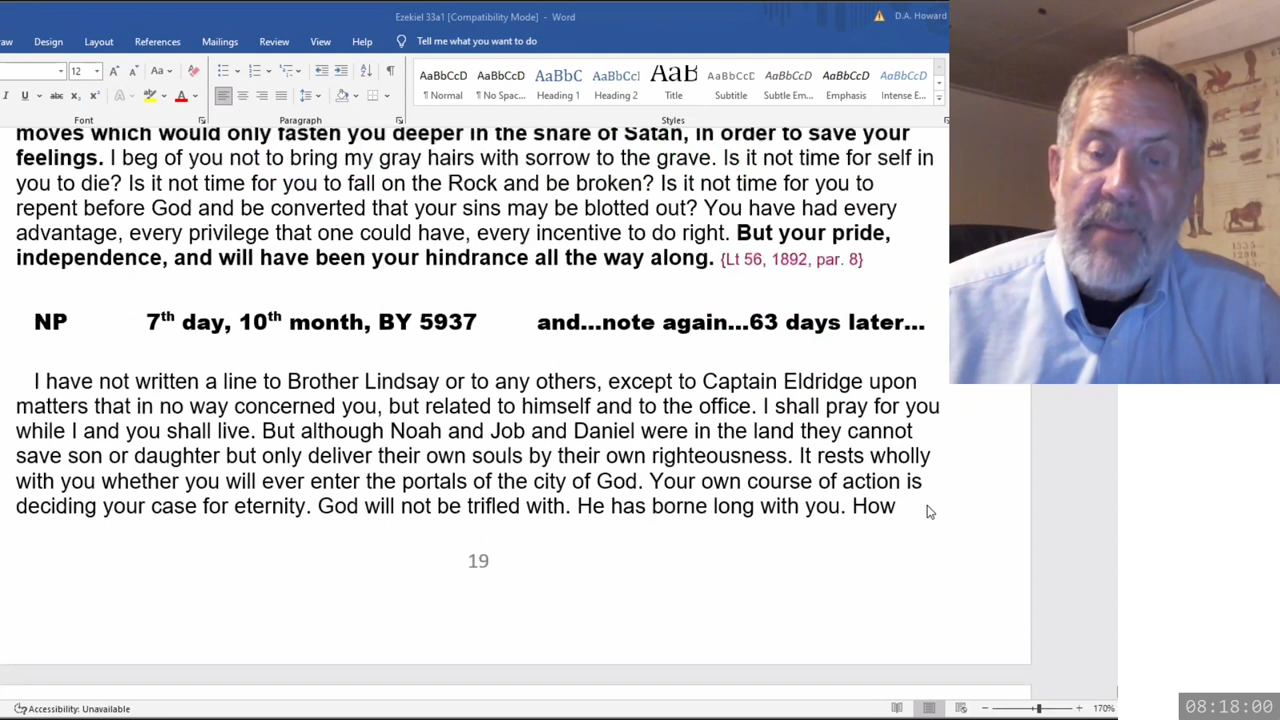 Ezekiel 33a1 [Compatibility Mode] - Word
D.A. Howard
aw Design Layout References Mailings Review View Help Tell me what you want to do
12 Aa
I U abc x₂ x² A A
AaBbCcD AaBbCcD AaBbC AaBbCcI AaB AaBbCcD AaBbCcD AaBbCcD AaBbCcD
¶ Normal ¶ No Spac... Heading 1 Heading 2 Title Subtitle Subtle Em... Emphasis Intense E...
Font Paragraph Styles
moves which would only fasten you deeper in the snare of Satan, in order to save your
feelings. I beg of you not to bring my gray hairs with sorrow to the grave. Is it not time for self in
you to die? Is it not time for you to fall on the Rock and be broken? Is it not time for you to
repent before God and be converted that your sins may be blotted out? You have had every
advantage, every privilege that one could have, every incentive to do right. But your pride,
independence, and will have been your hindrance all the way along. {Lt 56, 1892, par. 8}
NP 7th day, 10th month, BY 5937 and...note again...63 days later...
I have not written a line to Brother Lindsay or to any others, except to Captain Eldridge upon
matters that in no way concerned you, but related to himself and to the office. I shall pray for you
while I and you shall live. But although Noah and Job and Daniel were in the land they cannot
save son or daughter but only deliver their own souls by their own righteousness. It rests wholly
with you whether you will ever enter the portals of the city of God. Your own course of action is
deciding your case for eternity. God will not be trifled with. He has borne long with you. How
19
Accessibility: Unavailable
170%
08:18:00